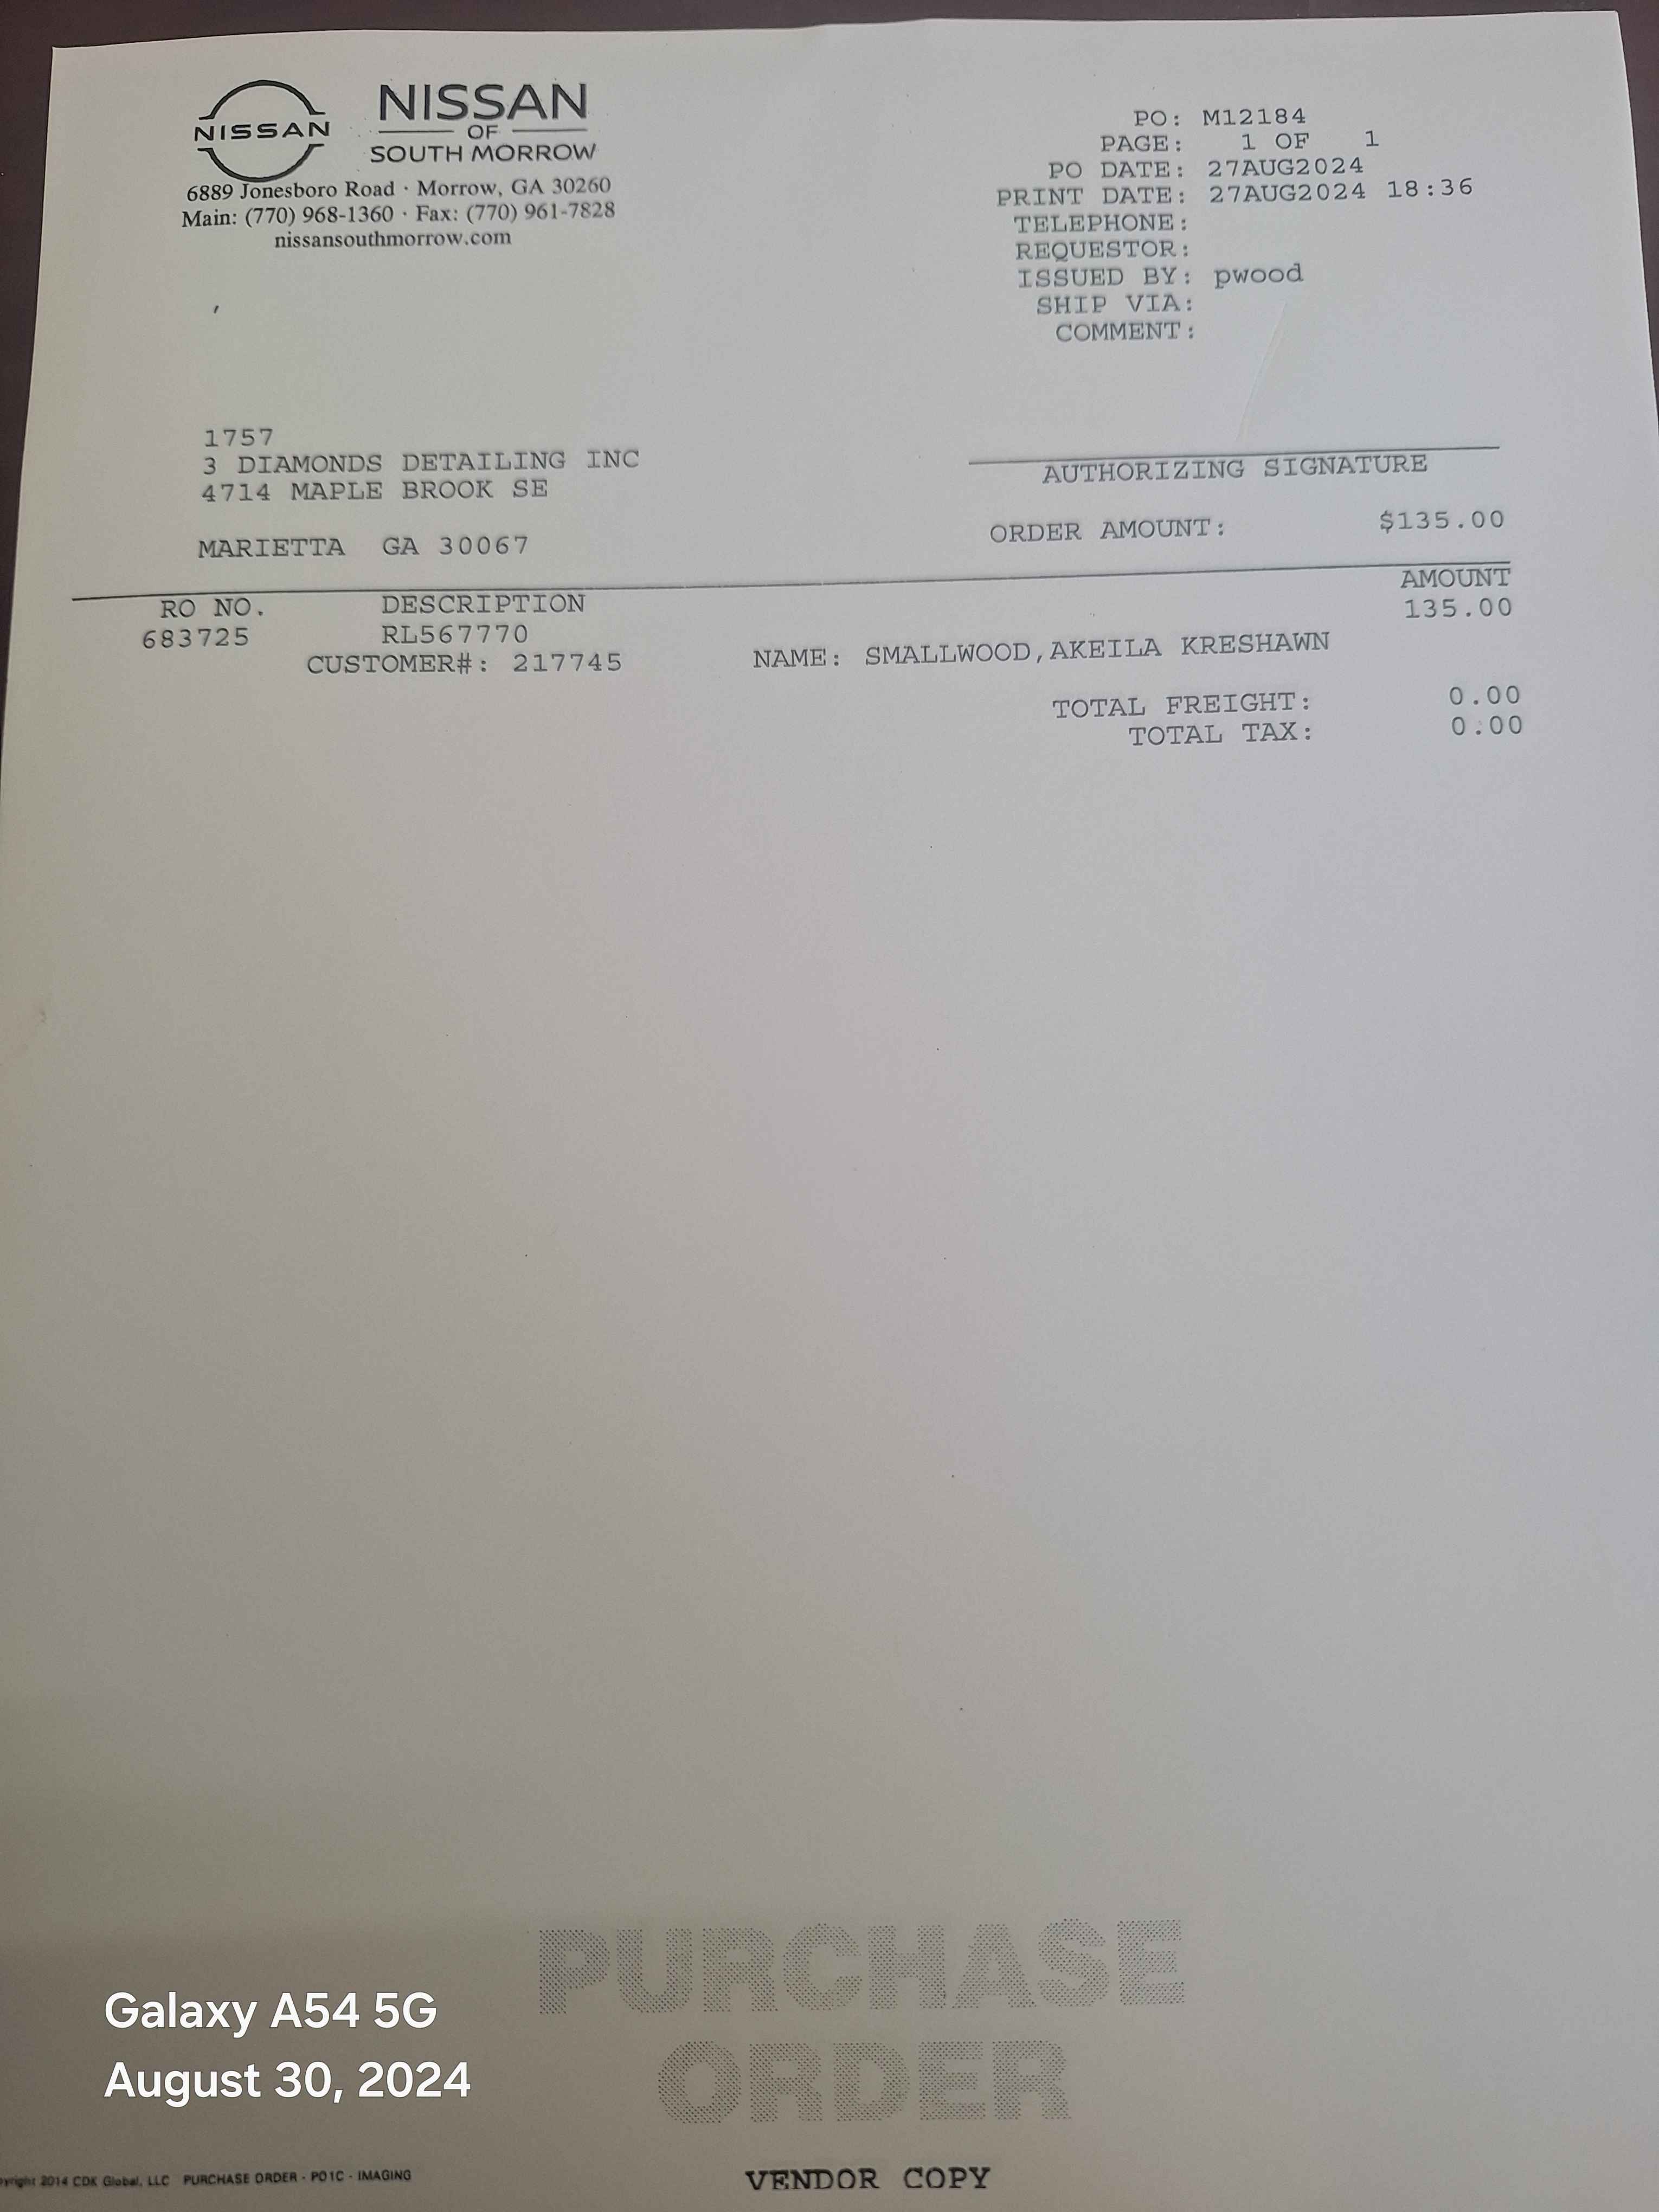 NISSAN
NISSAN
OF
SOUTH MORROW
6889 Jonesboro Road · Morrow, GA 30260
Main: (770) 968-1360 · Fax: (770) 961-7828
nissansouthmorrow.com
PO: M12184
PAGE: 1 OF 1
PO DATE: 27AUG2024
PRINT DATE: 27AUG2024 18:36
TELEPHONE:
REQUESTOR:
ISSUED BY: pwood
SHIP VIA:
COMMENT:
1757
3 DIAMONDS DETAILING INC
4714 MAPLE BROOK SE
MARIETTA GA 30067
AUTHORIZING SIGNATURE
ORDER AMOUNT: $135.00
RO NO. DESCRIPTION AMOUNT
683725 RL567770 135.00
CUSTOMER#: 217745 NAME: SMALLWOOD,AKEILA KRESHAWN
TOTAL FREIGHT: 0.00
TOTAL TAX: 0.00
PURCHASE
ORDER
Galaxy A54 5G
August 30, 2024
2014 CDK Global, LLC PURCHASE ORDER - PO1C - IMAGING
VENDOR COPY